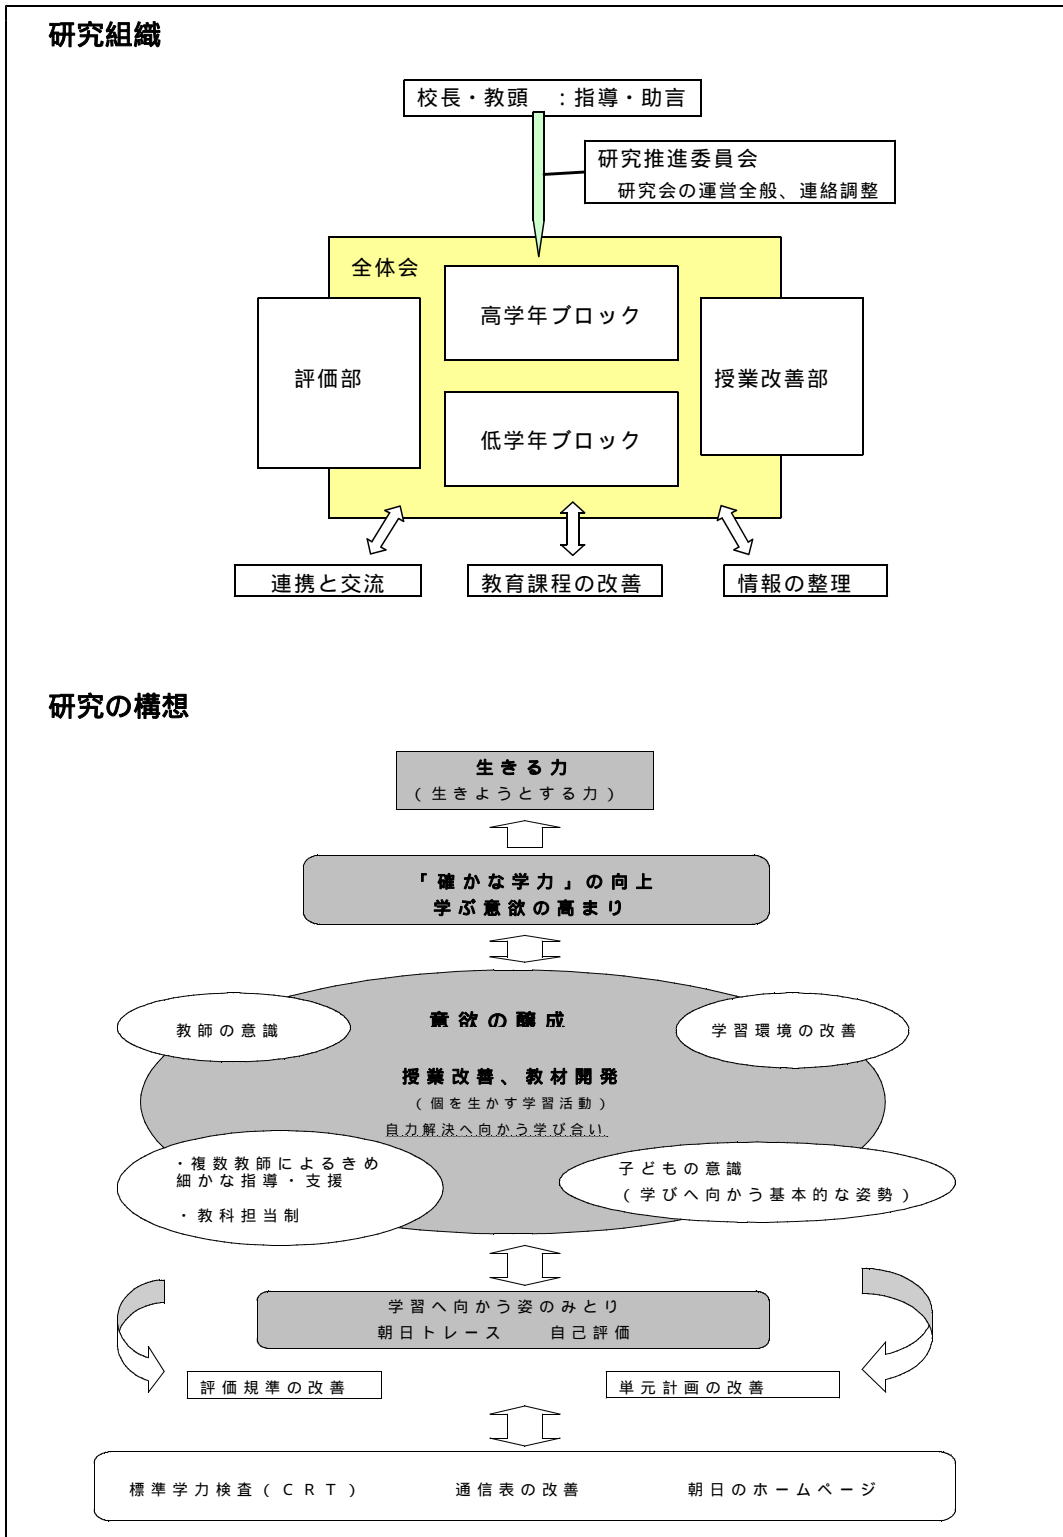 研究組織
校長・教頭　：指導・助言
研究推進委員会
研究会の運営全般、連絡調整
全体会
高学年ブロック
評価部
授業改善部
低学年ブロック
連携と交流
教育課程の改善
情報の整理
研究の構想
生きる力
（生きようとする力）
「確かな学力」の向上
学ぶ意欲の高まり
意欲の醸成
教師の意識
学習環境の改善
授業改善、教材開発
（個を生かす学習活動）
自力解決へ向かう学び合い
・複数教師によるきめ
細かな指導・支援
・教科担当制
子どもの意識
（学びへ向かう基本的な姿勢）
学習へ向かう姿のみとり
朝日トレース　　自己評価
評価規準の改善
単元計画の改善
標準学力検査（ＣＲＴ）
通信表の改善
朝日のホームページ